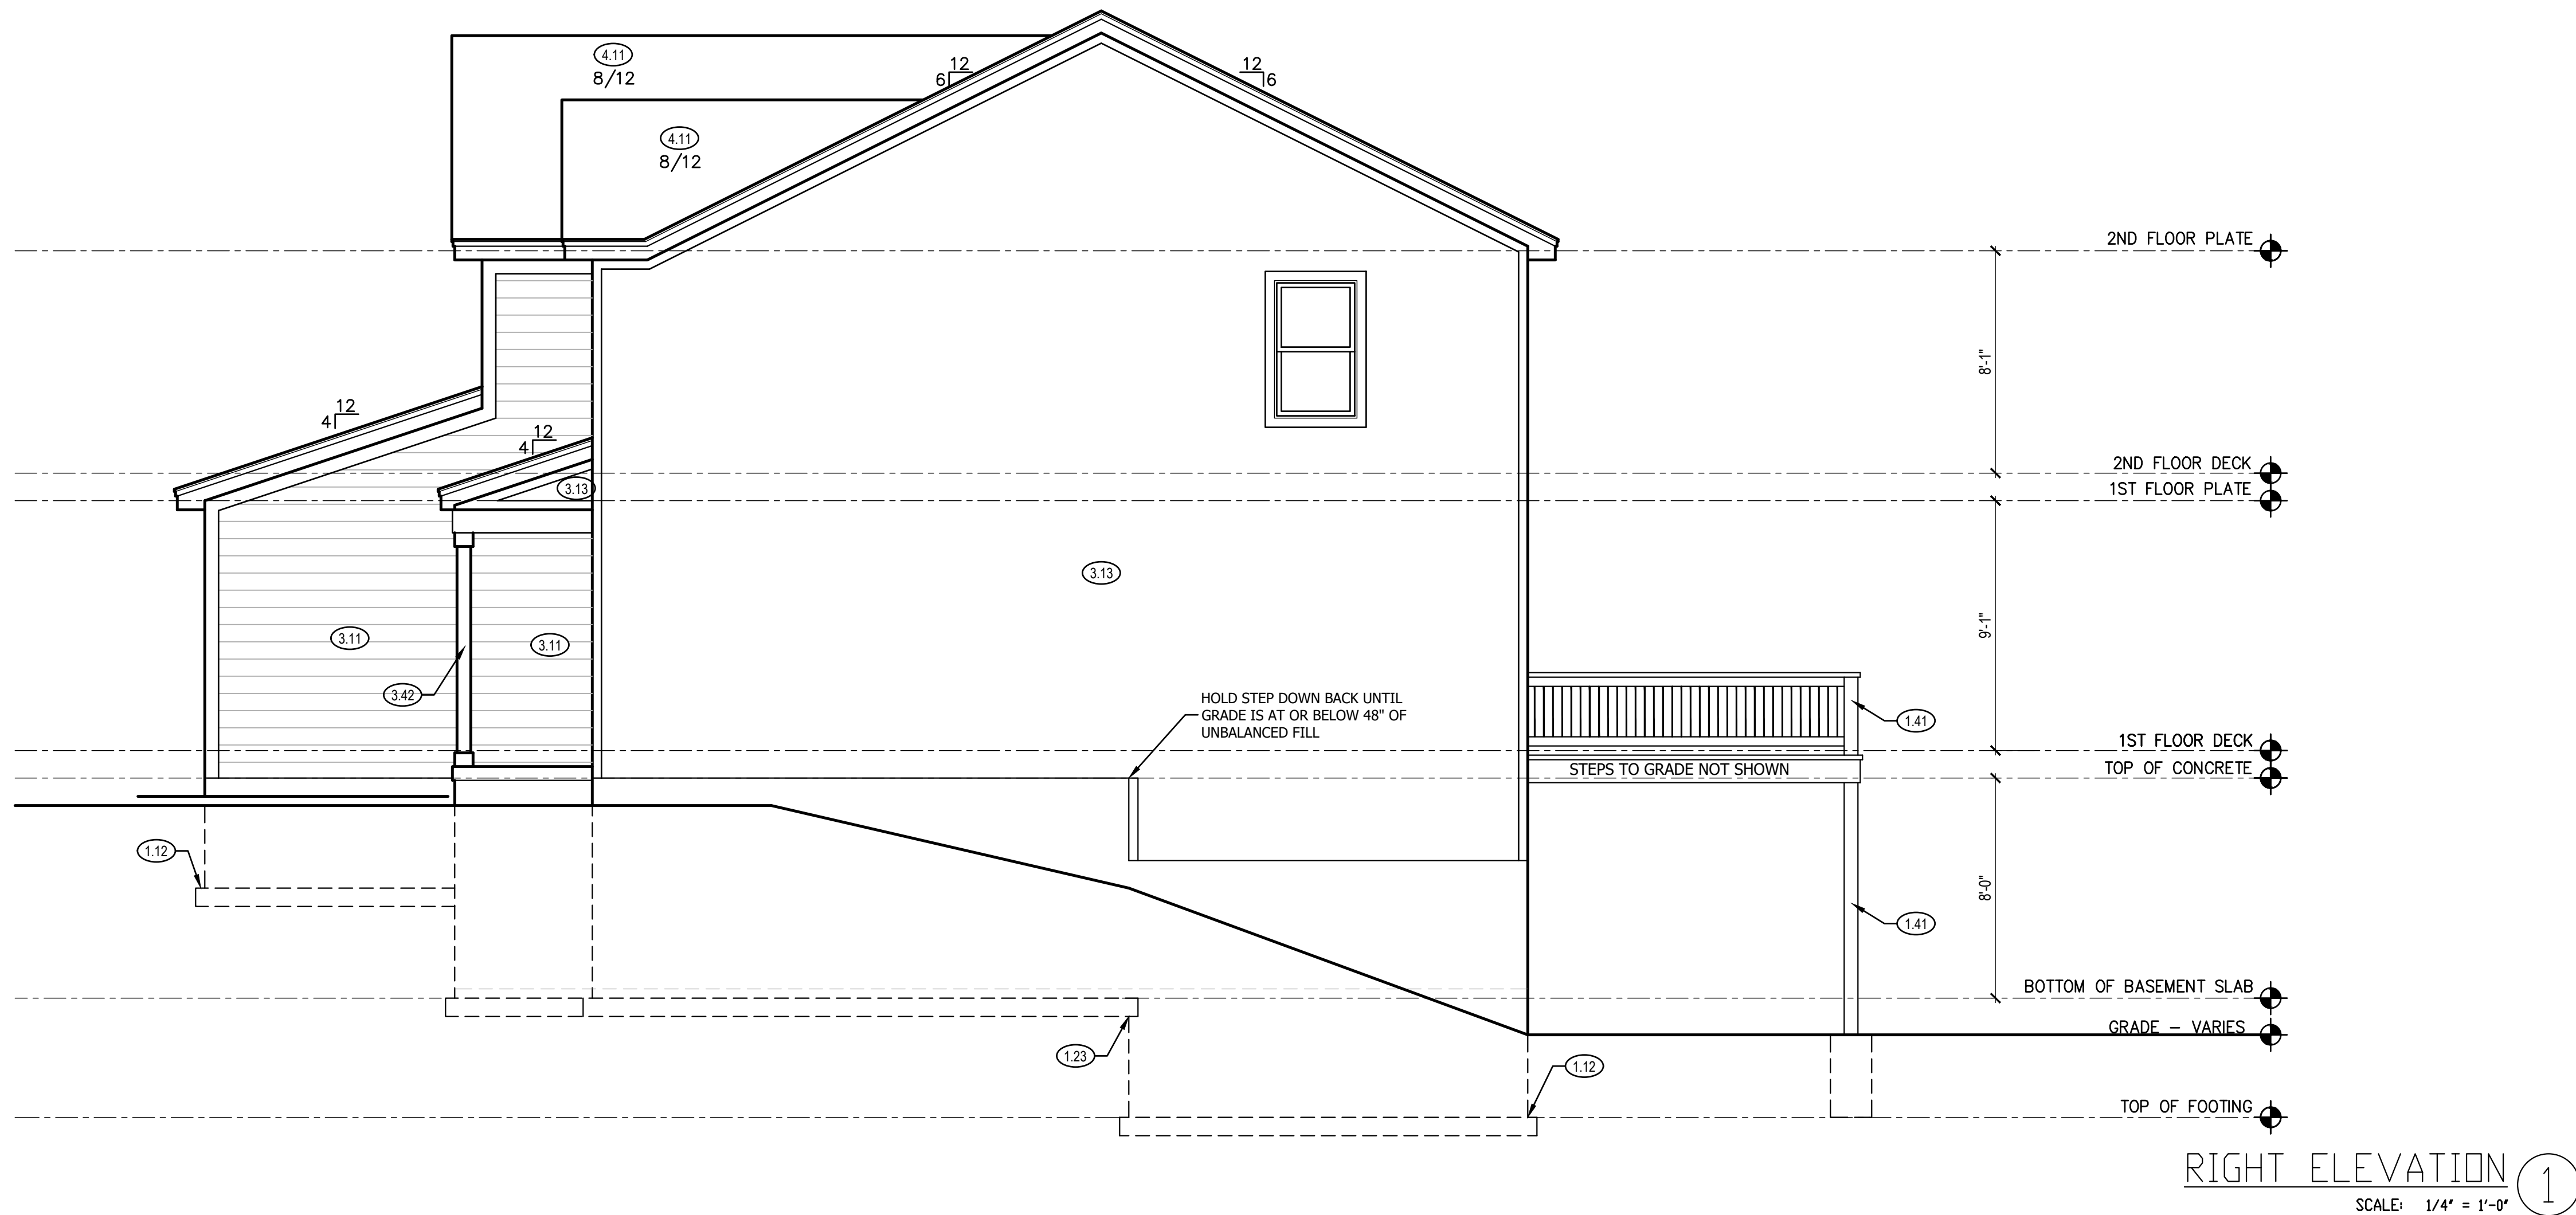 4.11
8/12
12
6
12
6
4.11
8/12
2ND FLOOR PLATE
8'-1"
12
4
12
4
2ND FLOOR DECK
3.13
1ST FLOOR PLATE
3.13
9'-1"
3.11
3.11
3.42
HOLD STEP DOWN BACK UNTIL
GRADE IS AT OR BELOW 48" OF
UNBALANCED FILL
1.41
1ST FLOOR DECK
STEPS TO GRADE NOT SHOWN
TOP OF CONCRETE
1.12
8'-0"
1.41
BOTTOM OF BASEMENT SLAB
GRADE – VARIES
1.23
1.12
TOP OF FOOTING
RIGHT ELEVATION
1
SCALE: 1/4" = 1'-0"